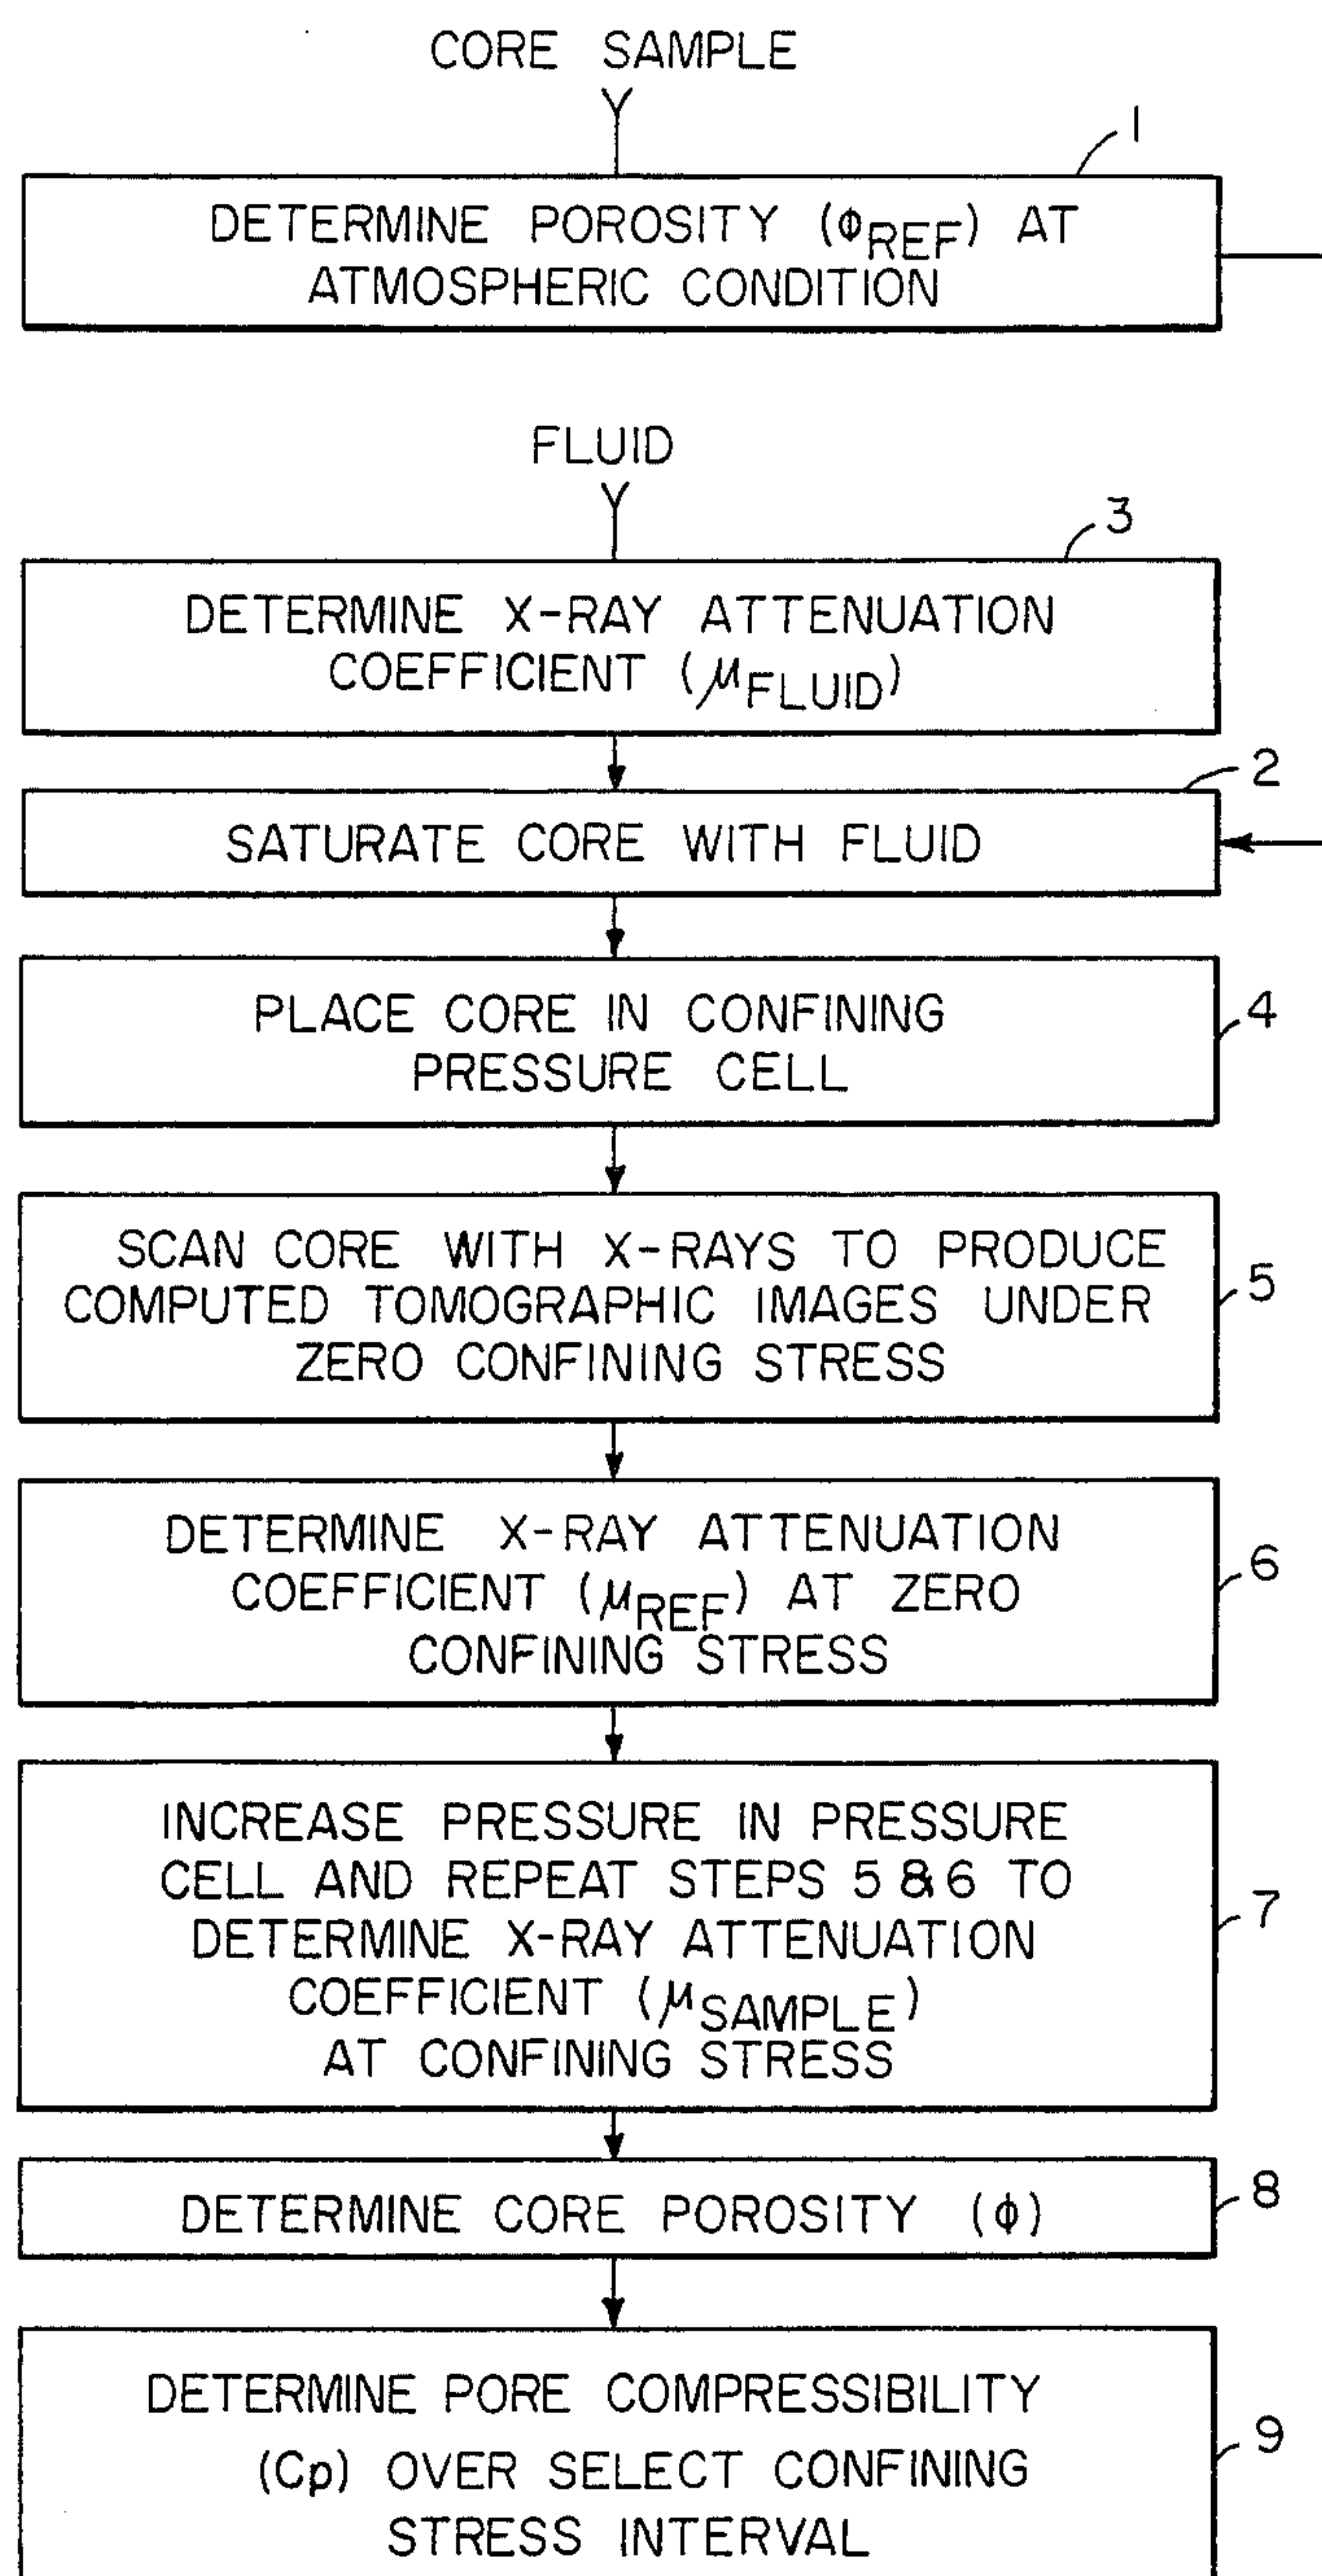 CORE SAMPLE
1
DETERMINE POROSITY (ΦREF) AT
ATMOSPHERIC CONDITION
FLUID
3
DETERMINE X-RAY ATTENUATION
COEFFICIENT (μFLUID)
2
SATURATE CORE WITH FLUID
PLACE CORE IN CONFINING
PRESSURE CELL
4
SCAN CORE WITH X-RAYS TO PRODUCE
COMPUTED TOMOGRAPHIC IMAGES UNDER
ZERO CONFINING STRESS
5
DETERMINE X-RAY ATTENUATION
COEFFICIENT (μREF) AT ZERO
CONFINING STRESS
6
INCREASE PRESSURE IN PRESSURE
CELL AND REPEAT STEPS 5 & 6 TO
DETERMINE X-RAY ATTENUATION
COEFFICIENT (μSAMPLE)
AT CONFINING STRESS
7
DETERMINE CORE POROSITY (Φ)
8
DETERMINE PORE COMPRESSIBILITY
(Cp) OVER SELECT CONFINING
STRESS INTERVAL
9